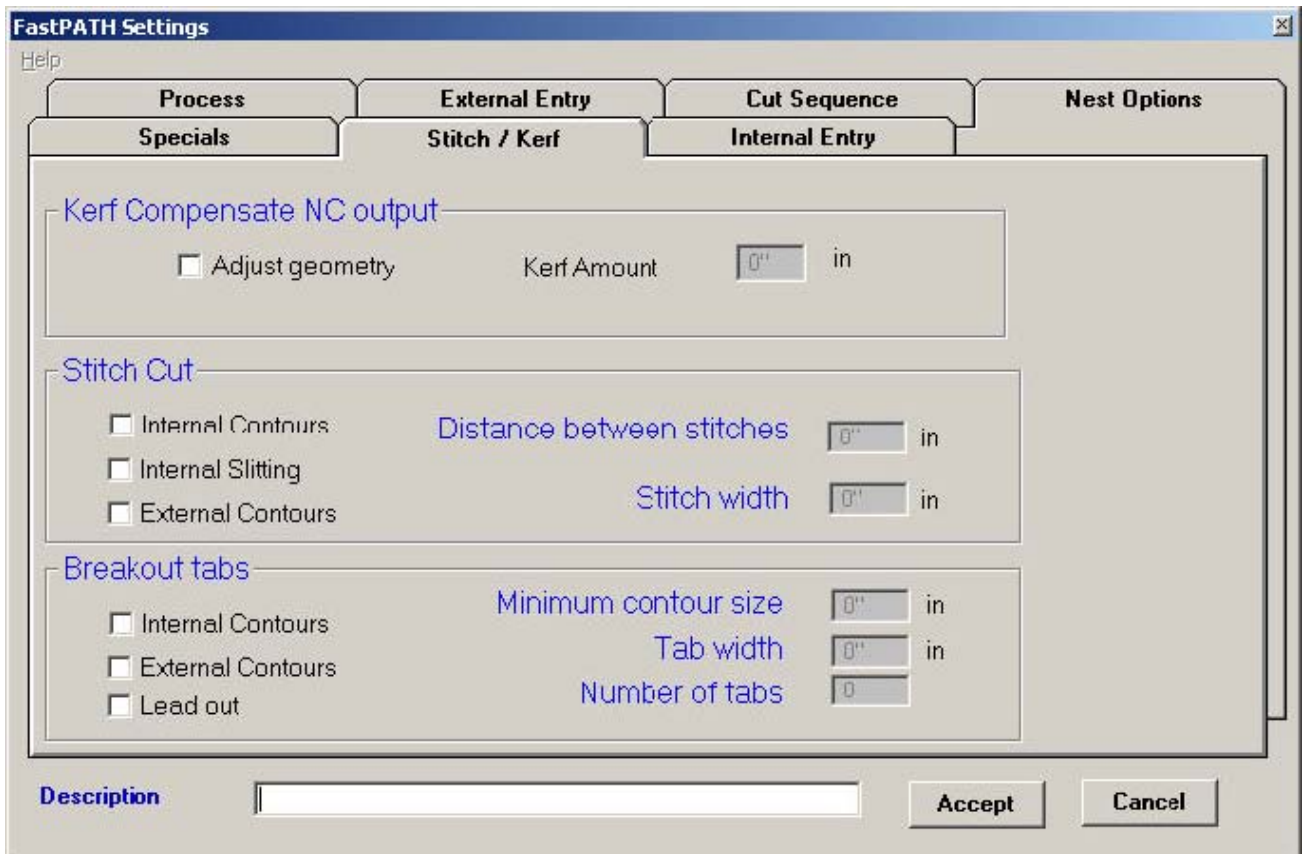 FastPATH Settings
Help
Process External Entry Cut Sequence Nest Options
Specials Stitch / Kerf Internal Entry
Kerf Compensate NC output
Adjust geometry Kerf Amount 0" in
Stitch Cut
Internal Contours Distance between stitches 0" in
Internal Slitting
Stitch width 0" in
External Contours
Breakout tabs
Minimum contour size 0" in
Internal Contours
Tab width 0" in
External Contours
Number of tabs 0
Lead out
Description Accept Cancel